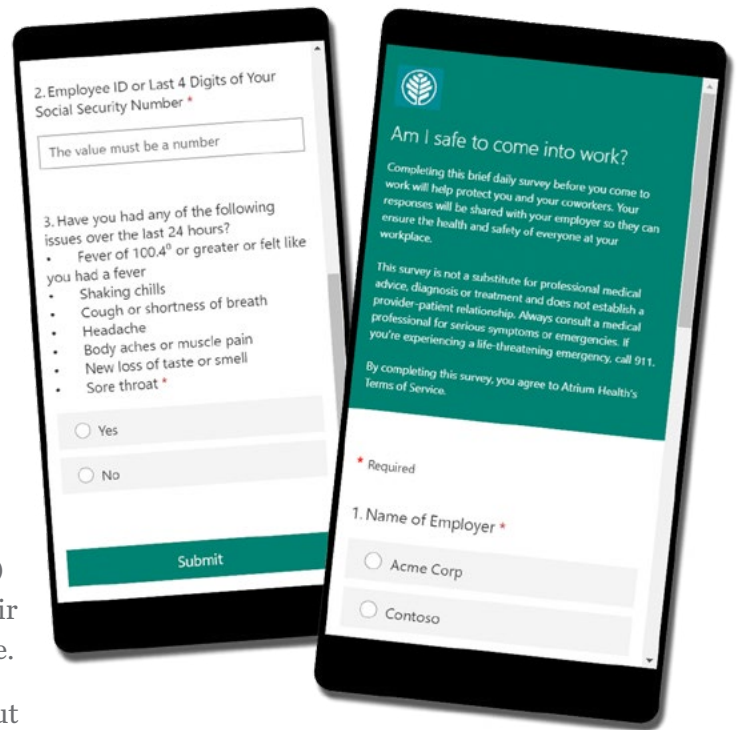 2. Employee ID or Last 4 Digits of Your
Social Security Number *
The value must be a number
3. Have you had any of the following
issues over the last 24 hours?
• Fever of 100.4° or greater or felt like
you had a fever
• Shaking chills
• Cough or shortness of breath
• Headache
• Body aches or muscle pain
• New loss of taste or smell
• Sore throat *
Yes
No
Submit
Am I safe to come into work?
Completing this brief daily survey before you come to
work will help protect you and your coworkers. Your
responses will be shared with your employer so they can
ensure the health and safety of everyone at your
workplace.
This survey is not a substitute for professional medical
advice, diagnosis or treatment and does not establish a
provider-patient relationship. Always consult a medical
professional for serious symptoms or emergencies. If
you're experiencing a life-threatening emergency, call 911.
By completing this survey, you agree to Atrium Health's
Terms of Service.
* Required
1. Name of Employer *
Acme Corp
Contoso